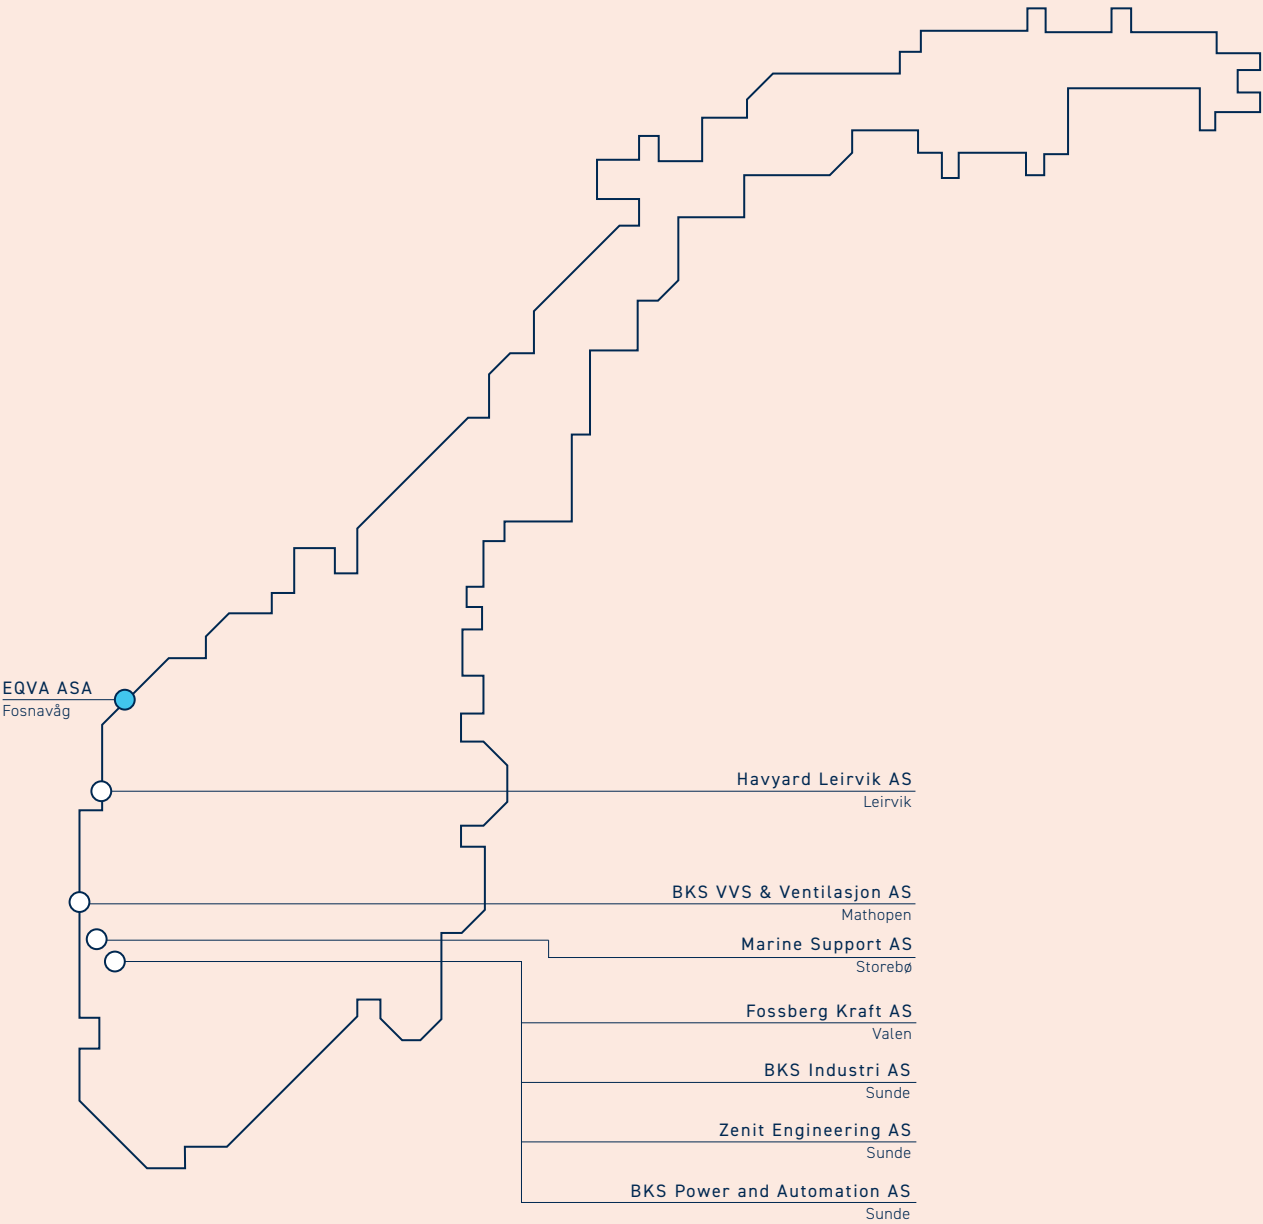 EQVA ASA
Fosnavåg
Havyard Leirvik AS
Leirvik
BKS VVS & Ventilasjon AS
Mathopen
Marine Support AS
Storebø
Fossberg Kraft AS
Valen
BKS Industri AS
Sunde
Zenit Engineering AS
Sunde
BKS Power and Automation AS
Sunde